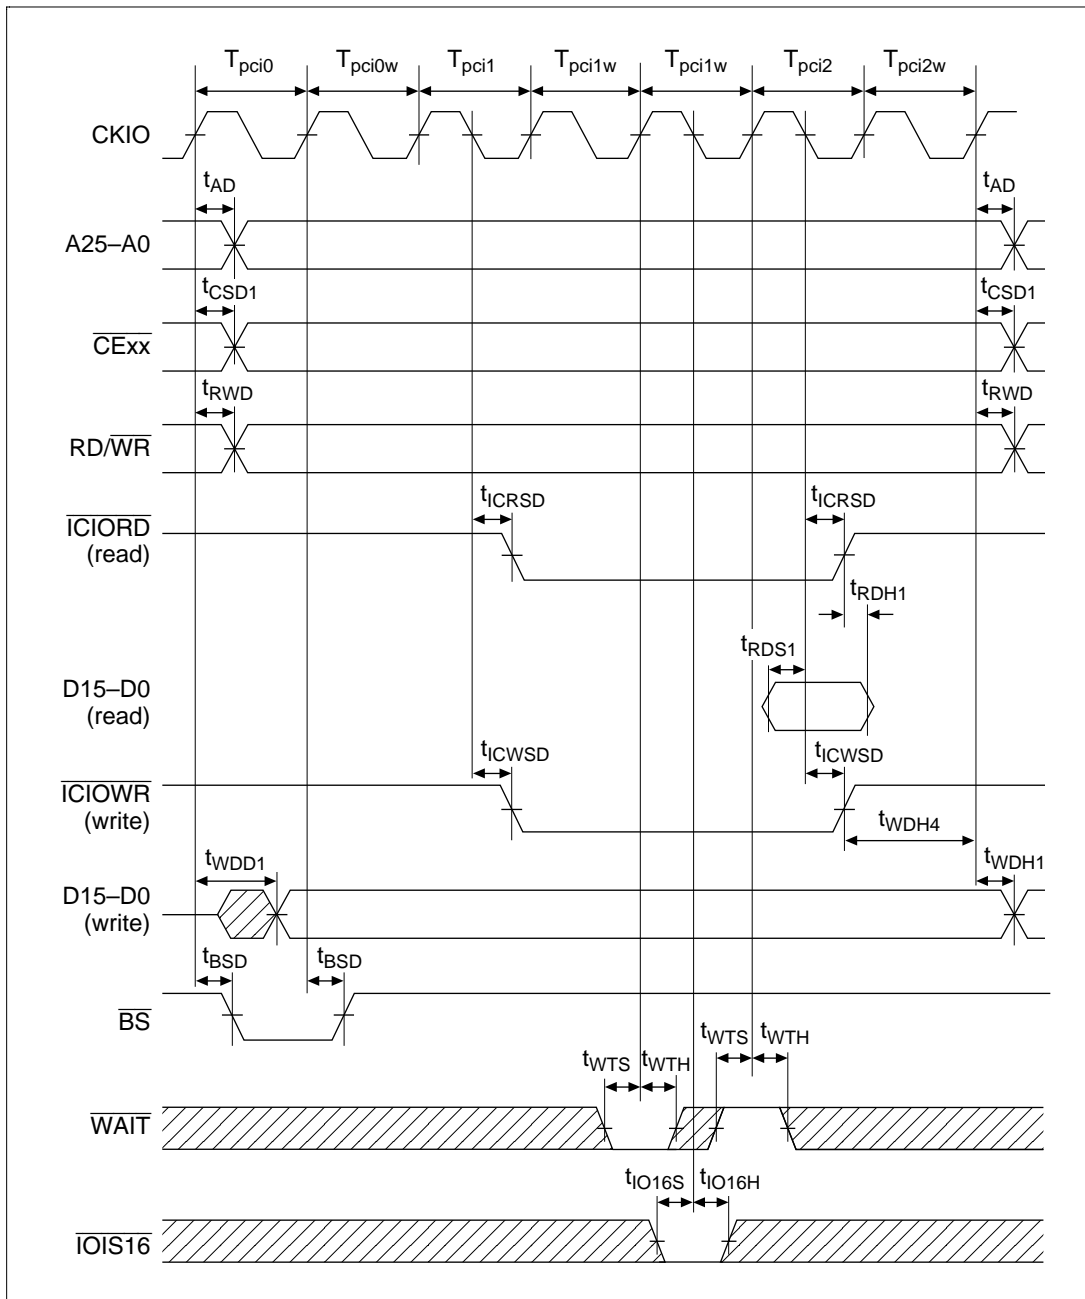 Tpci0 Tpci0w Tpci1 Tpci1w Tpci1w Tpci2 Tpci2w
CKIO
tAD tAD
A25–A0
tCSD1 tCSD1
CExx
tRWD tRWD
RD/WR
tICRSD tICRSD
ICIORD
(read)
tRDH1
tRDS1
D15–D0
(read)
tICWSD tICWSD
ICIOWR
(write)
tWDH4
tWDD1 tWDH1
D15–D0
(write)
tBSD tBSD
BS
tWTS tWTH tWTS tWTH
WAIT
tIO16S tIO16H
IOIS16